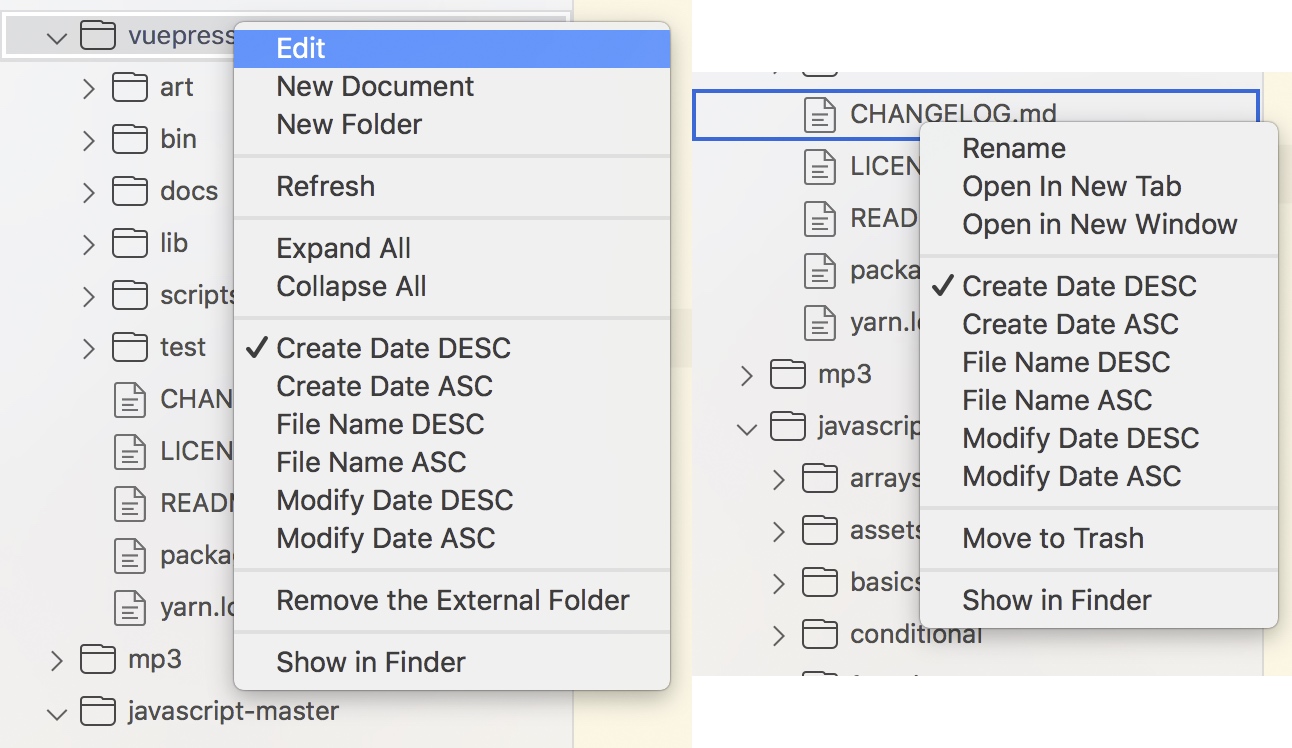 vuepress
art
bin
docs
lib
scripts
test
CHAN
LICEN
READ
packa
yarn.lo
mp3
javascript-master
Edit
New Document
New Folder
Refresh
Expand All
Collapse All
✓ Create Date DESC
Create Date ASC
File Name DESC
File Name ASC
Modify Date DESC
Modify Date ASC
Remove the External Folder
Show in Finder
CHANGELOG.md
LICEN
READ
packa
yarn.lo
mp3
javascrip
arrays
assets
basics
conditional
Rename
Open In New Tab
Open in New Window
✓ Create Date DESC
Create Date ASC
File Name DESC
File Name ASC
Modify Date DESC
Modify Date ASC
Move to Trash
Show in Finder